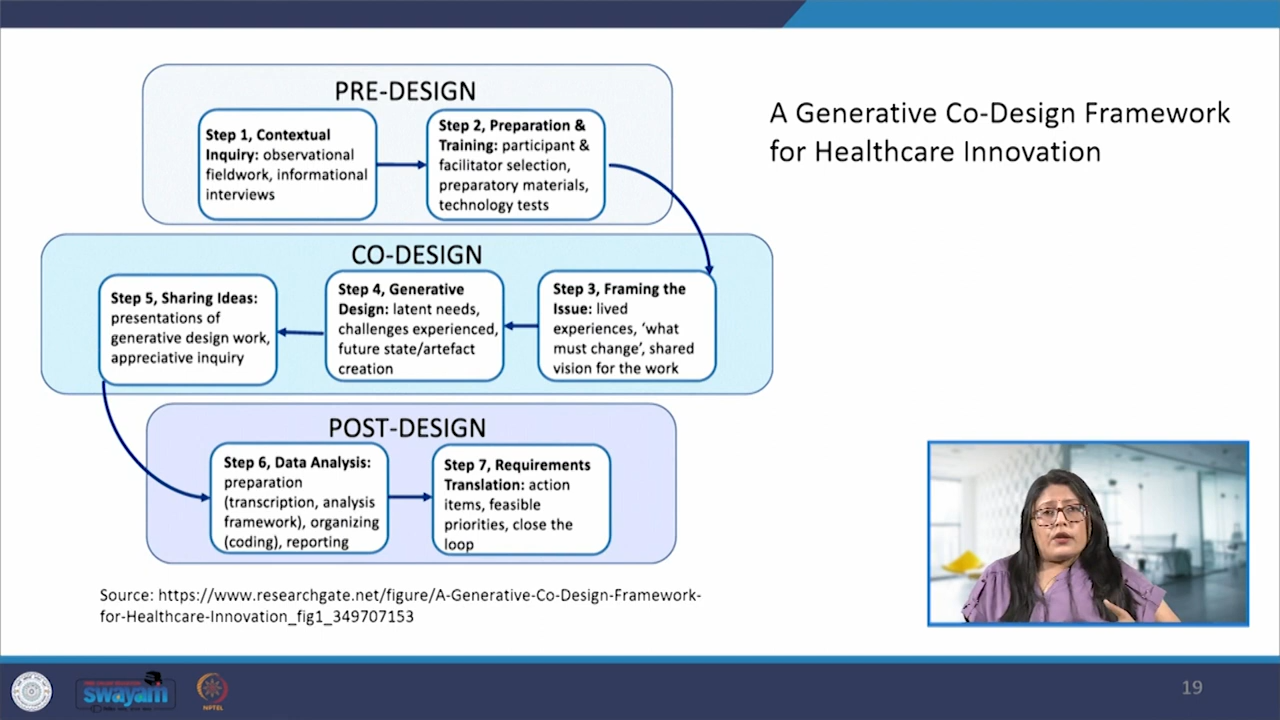 PRE-DESIGN
Step 1, Contextual
Inquiry: observational
fieldwork, informational
interviews
Step 2, Preparation &
Training: participant &
facilitator selection,
preparatory materials,
technology tests
A Generative Co-Design Framework
for Healthcare Innovation
CO-DESIGN
Step 5, Sharing Ideas:
presentations of
generative design work,
appreciative inquiry
Step 4, Generative
Design: latent needs,
challenges experienced,
future state/artefact
creation
Step 3, Framing the
Issue: lived
experiences, ‘what
must change’, shared
vision for the work
POST-DESIGN
Step 6, Data Analysis:
preparation
(transcription, analysis
framework), organizing
(coding), reporting
Step 7, Requirements
Translation: action
items, feasible
priorities, close the
loop
Source: https://www.researchgate.net/figure/A-Generative-Co-Design-Framework-
for-Healthcare-Innovation_fig1_349707153
swayam
NPTEL
19